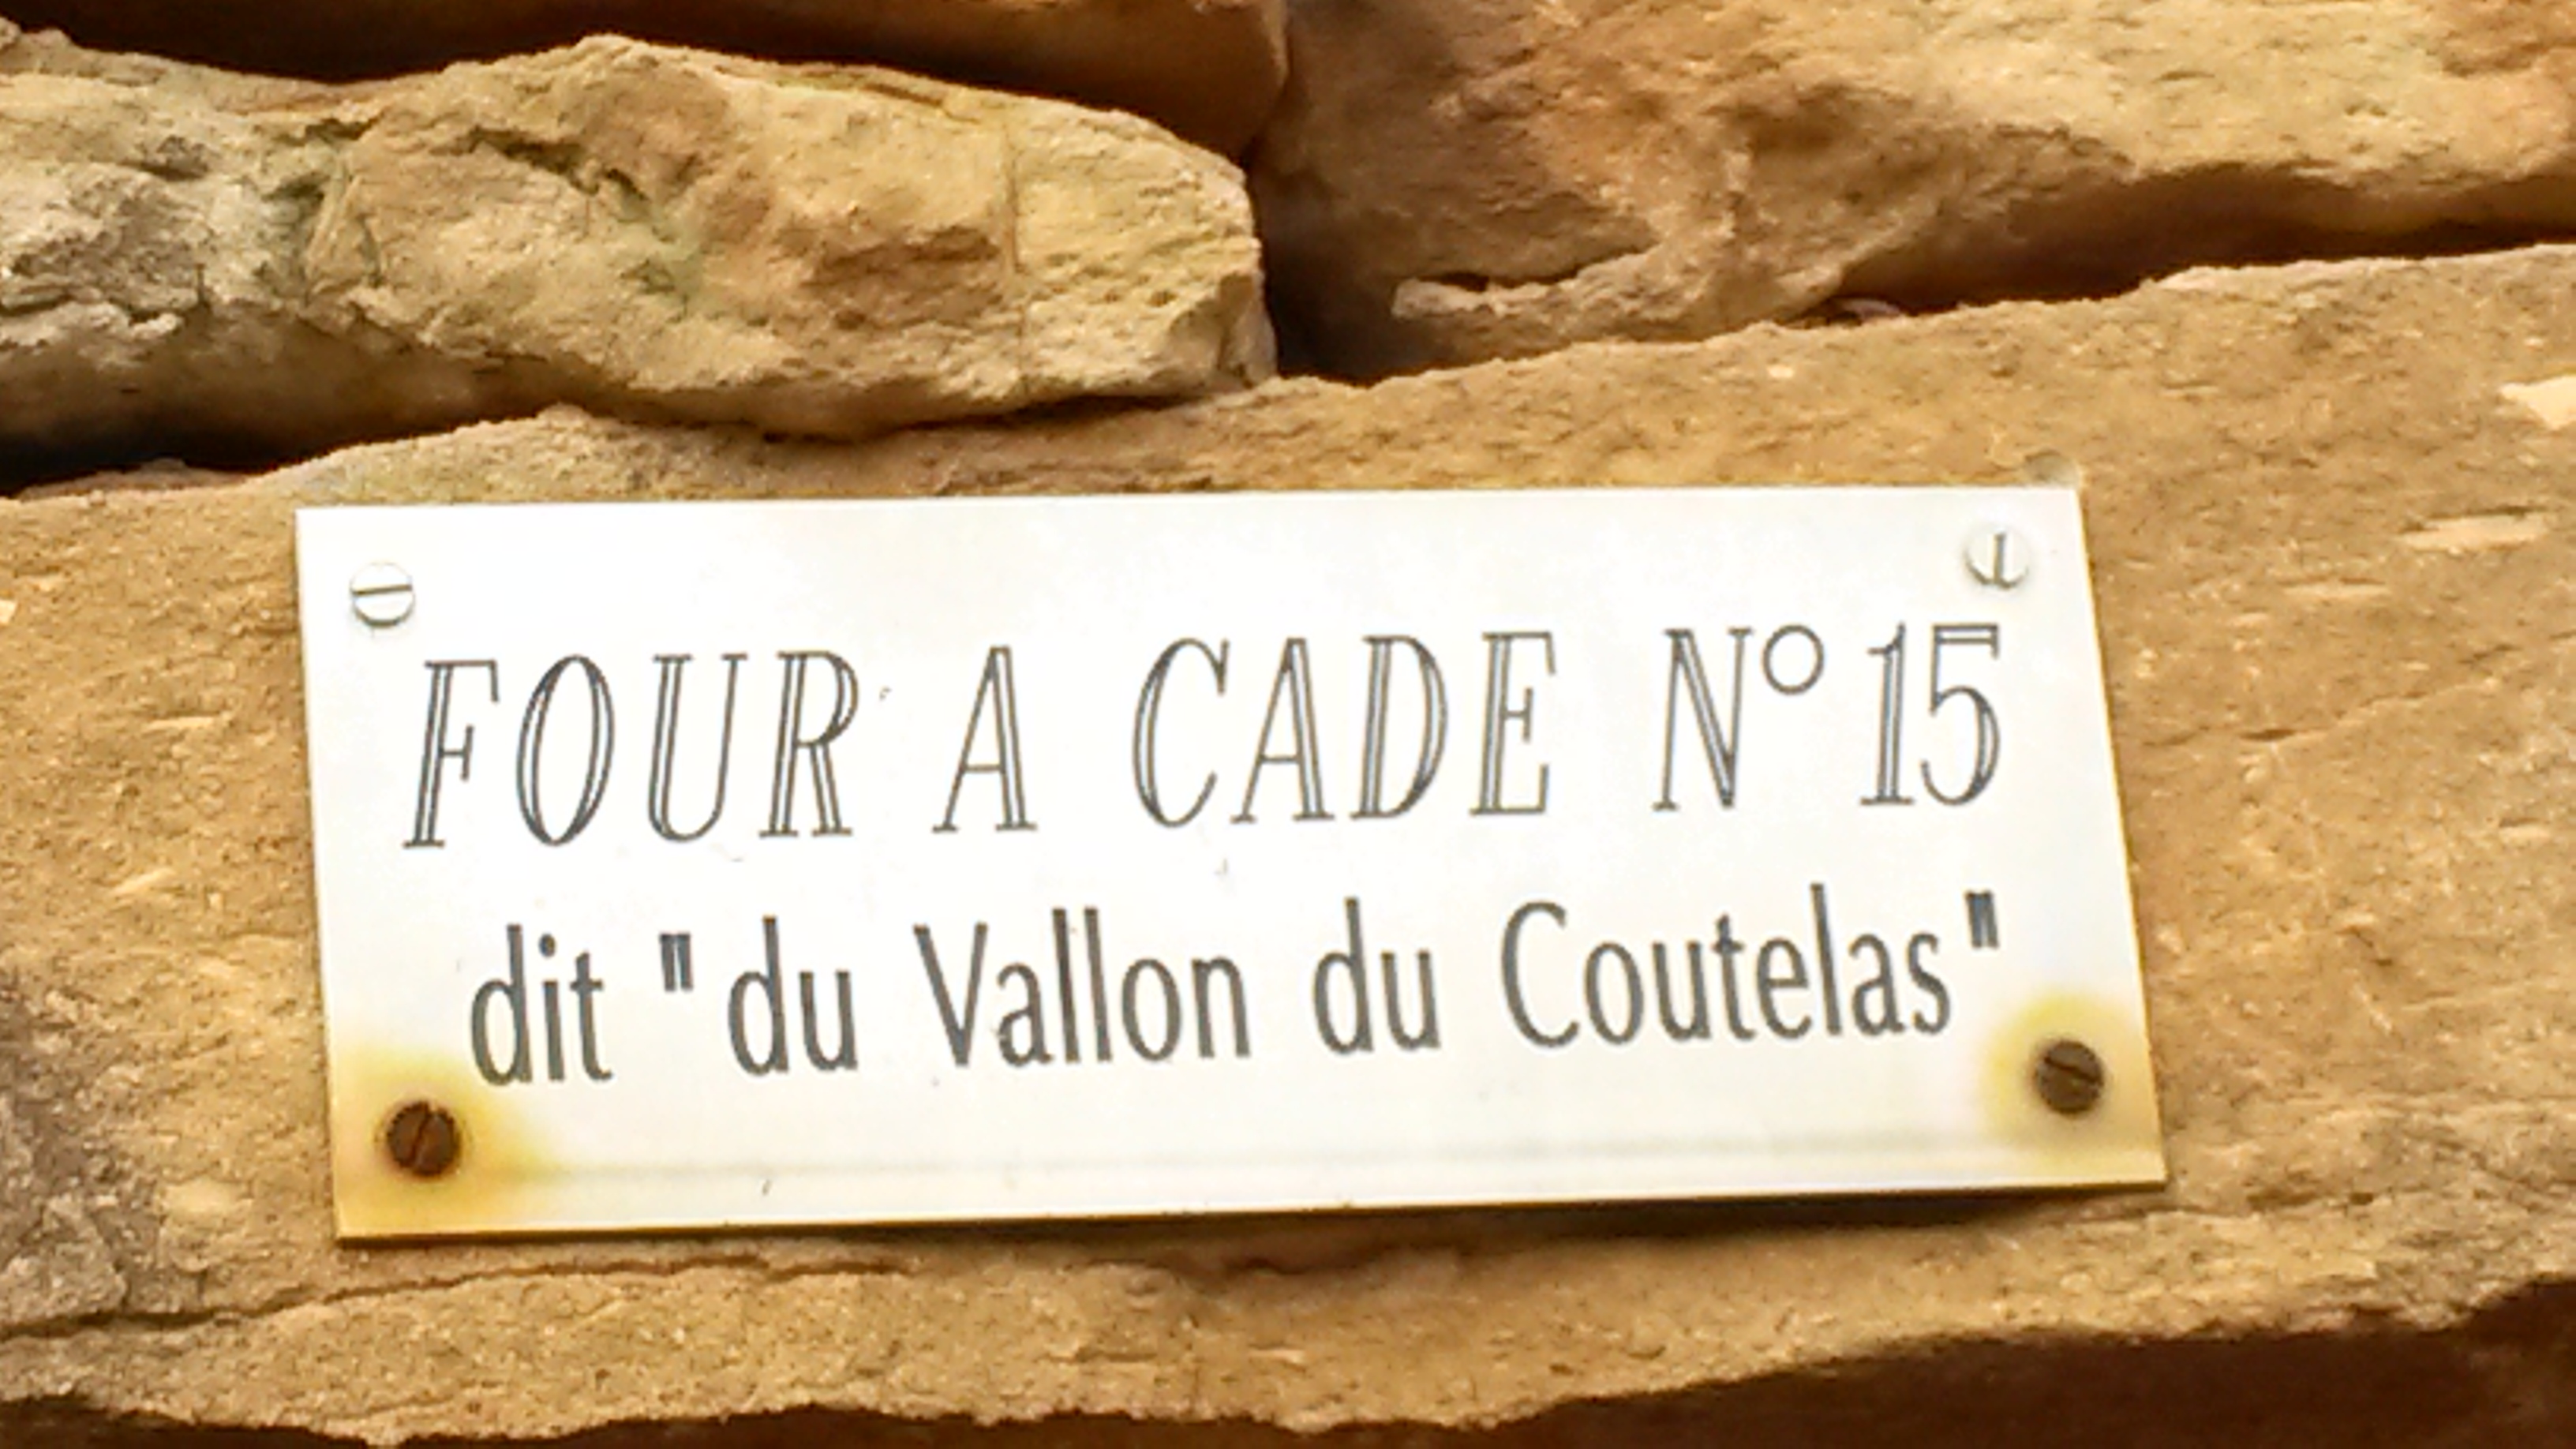 FOUR A CADE N° 15
dit "du Vallon du Coutelas"